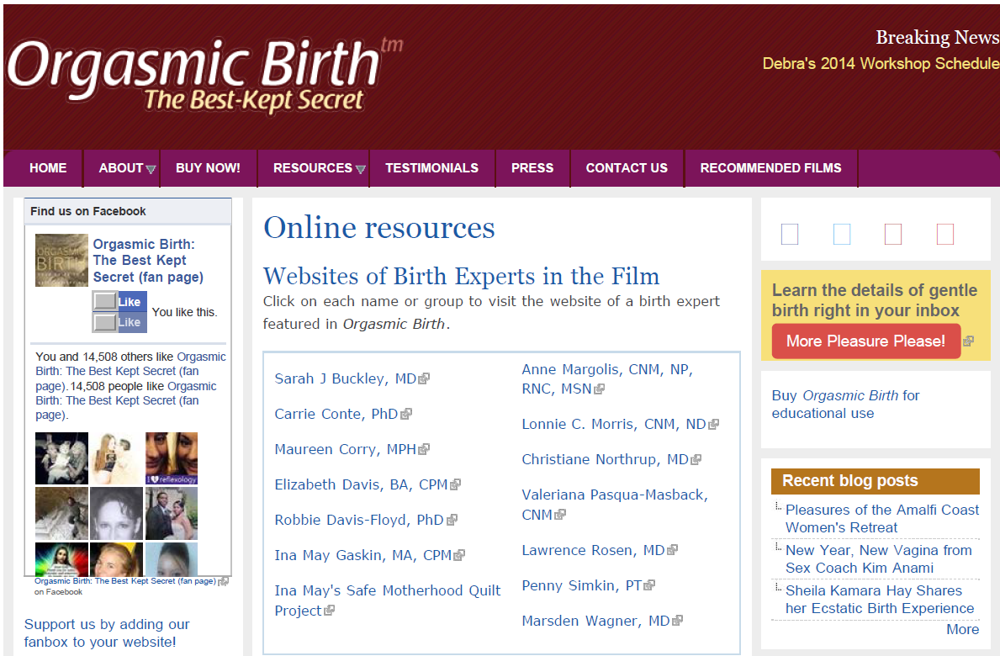 Orgasmic Birth tm
The Best-Kept Secret
Breaking News
Debra's 2014 Workshop Schedule
HOME
ABOUT
BUY NOW!
RESOURCES
TESTIMONIALS
PRESS
CONTACT US
RECOMMENDED FILMS
Find us on Facebook
ORGASMIC
BIRTH
Orgasmic Birth:
The Best Kept
Secret (fan page)
Like
Like
You like this.
You and 14,508 others like Orgasmic
Birth: The Best Kept Secret (fan
page). 14,508 people like Orgasmic
Birth: The Best Kept Secret (fan
page).
I reflexology
Orgasmic Birth: The Best Kept Secret (fan page)
on Facebook
Support us by adding our
fanbox to your website!
Online resources
Websites of Birth Experts in the Film
Click on each name or group to visit the website of a birth expert
featured in Orgasmic Birth.
Sarah J Buckley, MD
Carrie Conte, PhD
Maureen Corry, MPH
Elizabeth Davis, BA, CPM
Robbie Davis-Floyd, PhD
Ina May Gaskin, MA, CPM
Ina May's Safe Motherhood Quilt
Project
Anne Margolis, CNM, NP,
RNC, MSN
Lonnie C. Morris, CNM, ND
Christiane Northrup, MD
Valeriana Pasqua-Masback,
CNM
Lawrence Rosen, MD
Penny Simkin, PT
Marsden Wagner, MD
Learn the details of gentle
birth right in your inbox
More Pleasure Please!
Buy Orgasmic Birth for
educational use
Recent blog posts
Pleasures of the Amalfi Coast
Women's Retreat
New Year, New Vagina from
Sex Coach Kim Anami
Sheila Kamara Hay Shares
her Ecstatic Birth Experience
More